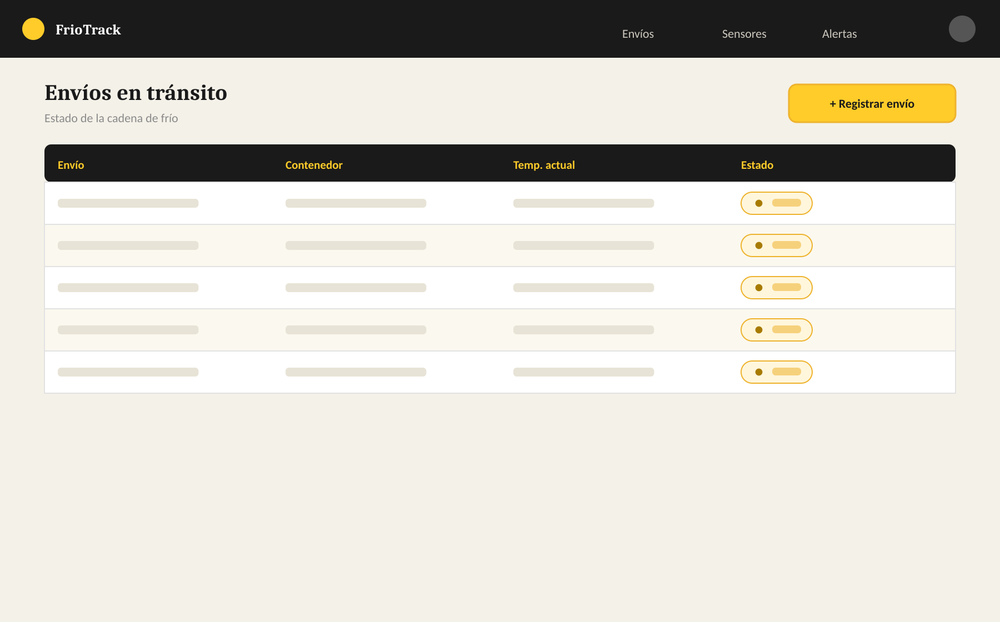 FrioTrack
Envíos
Sensores
Alertas
Envíos en tránsito
Estado de la cadena de frío
+ Registrar envío
Envío
Contenedor
Temp. actual
Estado